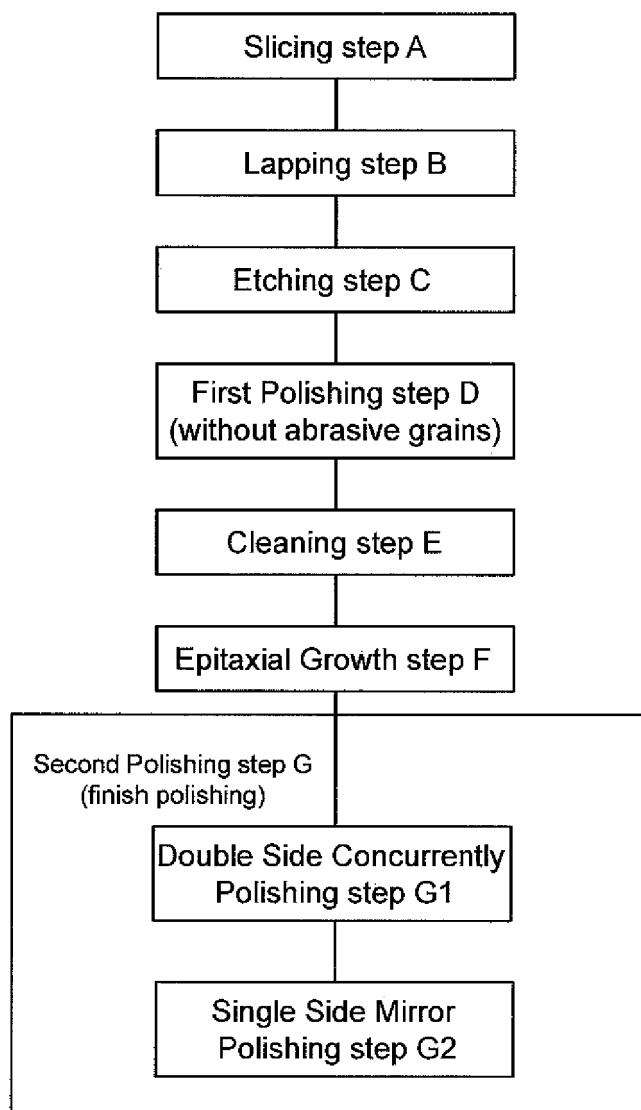 Slicing step A
Lapping step B
Etching step C
First Polishing step D
(without abrasive grains)
Cleaning step E
Epitaxial Growth step F
Second Polishing step G
(finish polishing)
Double Side Concurrently
Polishing step G1
Single Side Mirror
Polishing step G2